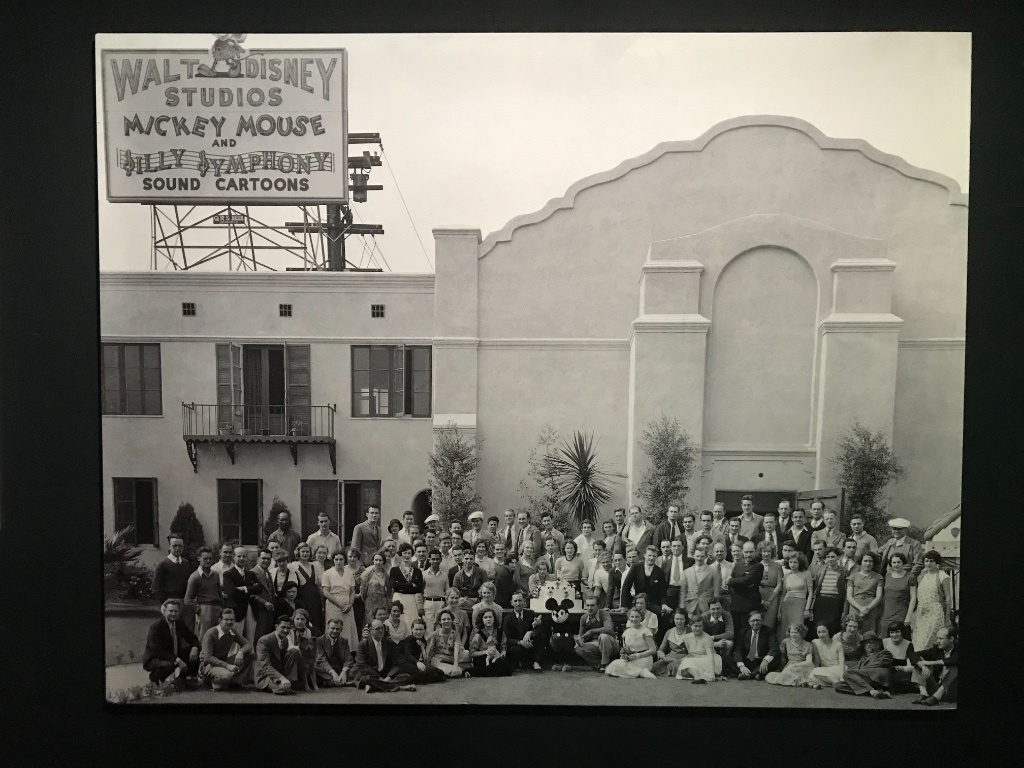 WALT DISNEY
STUDIOS
MICKEY MOUSE
AND
SILLY SYMPHONY
SOUND CARTOONS
Q.R.S.